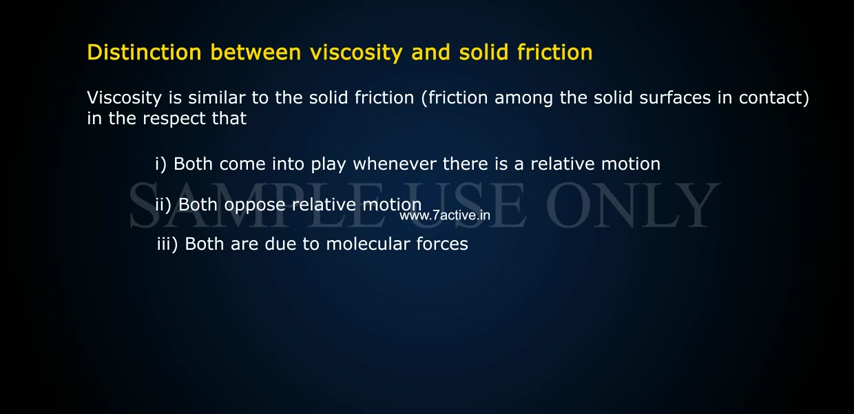 Distinction between viscosity and solid friction
Viscosity is similar to the solid friction (friction among the solid surfaces in contact)
in the respect that
i) Both come into play whenever there is a relative motion
SAMPLE USE ONLY
ii) Both oppose relative motion
www.7active.in
iii) Both are due to molecular forces